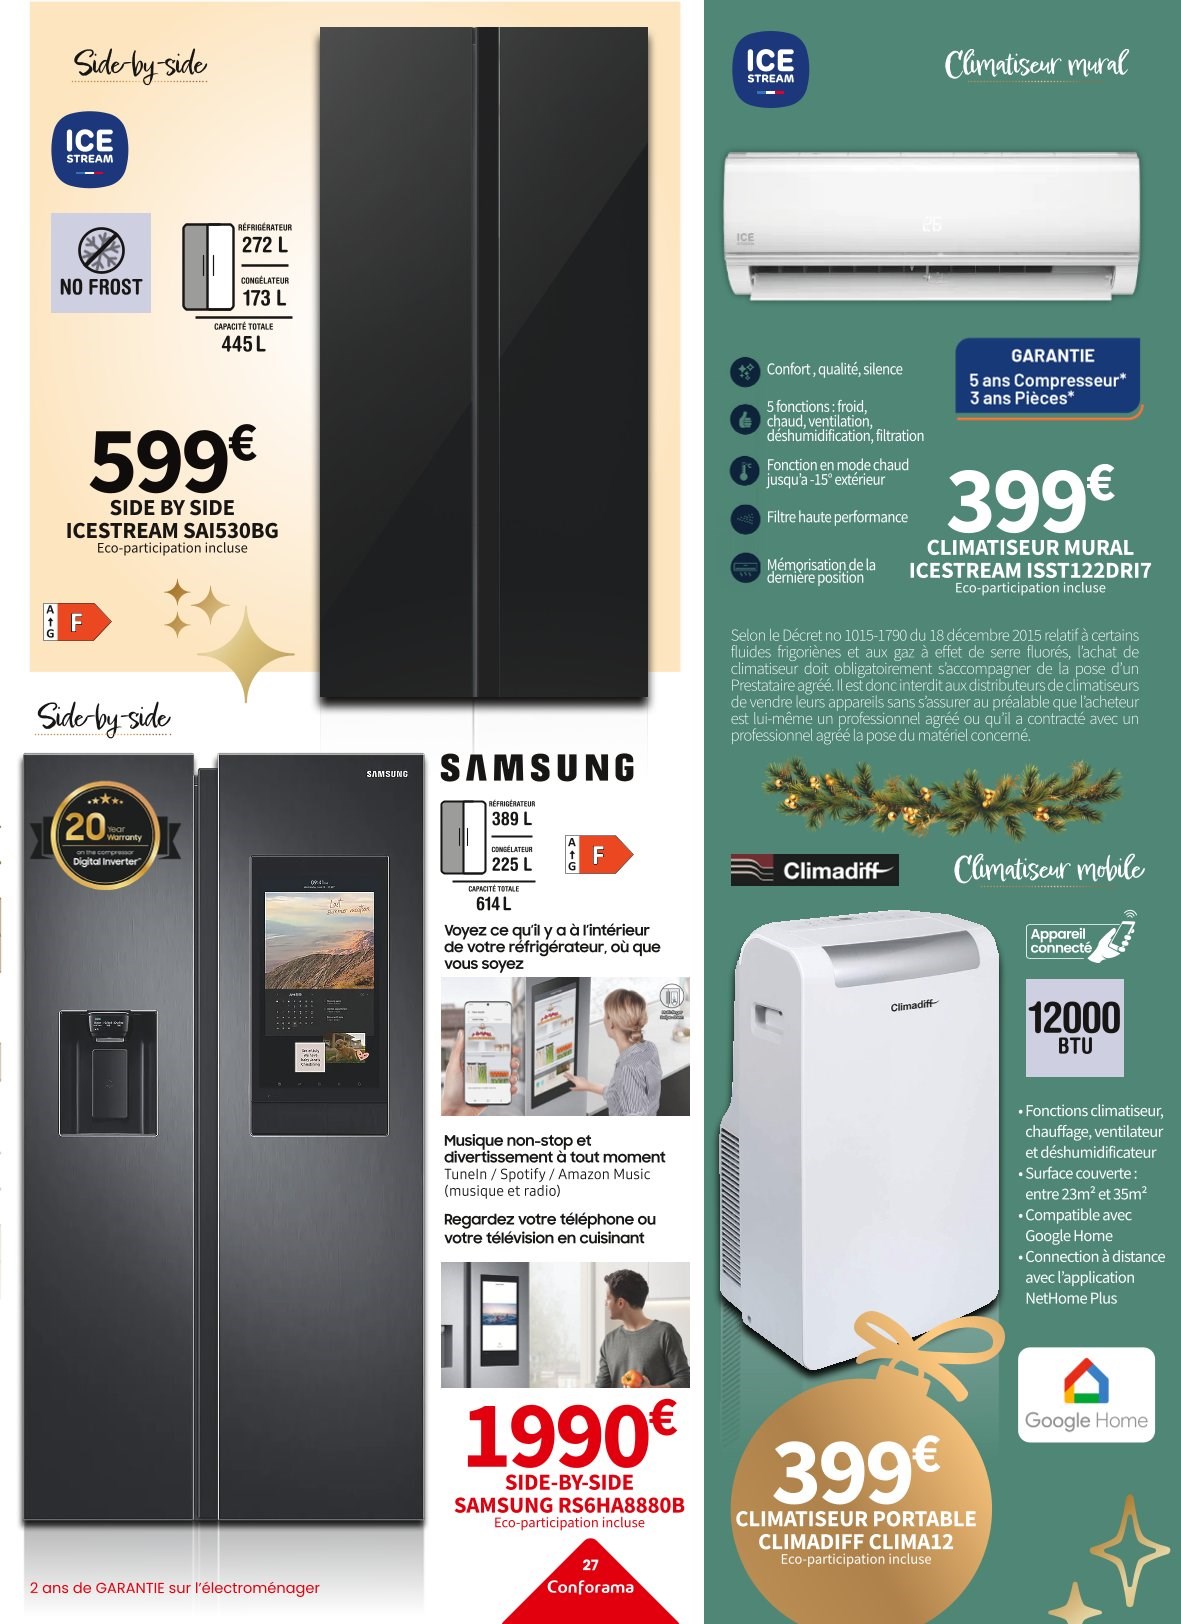 Side-by-side
ICE
STREAM
NO FROST
RÉFRIGÉRATEUR
272 L
CONGÉLATEUR
173 L
CAPACITÉ TOTALE
445 L
599€
SIDE BY SIDE
ICESTREAM SAI530BG
Eco-participation incluse
A
G
F
Side-by-side
20 Year
Warranty
on the compressor
Digital Inverter™
SAMSUNG
SAMSUNG
RÉFRIGÉRATEUR
389 L
CONGÉLATEUR
225 L
CAPACITÉ TOTALE
614 L
A
G
F
Voyez ce qu'il y a à l'intérieur
de votre réfrigérateur, où que
vous soyez
Musique non-stop et
divertissement à tout moment
TuneIn / Spotify / Amazon Music
(musique et radio)
Regardez votre téléphone ou
votre télévision en cuisinant
1990€
SIDE-BY-SIDE
SAMSUNG RS6HA8880B
Eco-participation incluse
2 ans de GARANTIE sur l'électroménager
27
Conforama
ICE
STREAM
Climatiseur mural
ICE
26
GARANTIE
5 ans Compresseur*
3 ans Pièces*
Confort , qualité, silence
5 fonctions : froid,
chaud, ventilation,
déshumidification, filtration
Fonction en mode chaud
jusqu'a -15° extérieur
Filtre haute performance
Mémorisation de la
dernière position
399€
CLIMATISEUR MURAL
ICESTREAM ISST122DRI7
Eco-participation incluse
Selon le Décret no 1015-1790 du 18 décembre 2015 relatif à certains
fluides frigoriènes et aux gaz à effet de serre fluorés, l'achat de
climatiseur doit obligatoirement s'accompagner de la pose d'un
Prestataire agréé. Il est donc interdit aux distributeurs de climatiseurs
de vendre leurs appareils sans s'assurer au préalable que l'acheteur
est lui-même un professionnel agréé ou qu'il a contracté avec un
professionnel agréé la pose du matériel concerné.
Climadiff
Climatiseur mobile
Appareil
connecté
Climadiff
12000
BTU
• Fonctions climatiseur,
chauffage, ventilateur
et déshumidificateur
• Surface couverte :
entre 23m² et 35m²
• Compatible avec
Google Home
• Connection à distance
avec l'application
NetHome Plus
Google Home
399€
CLIMATISEUR PORTABLE
CLIMADIFF CLIMA12
Eco-participation incluse